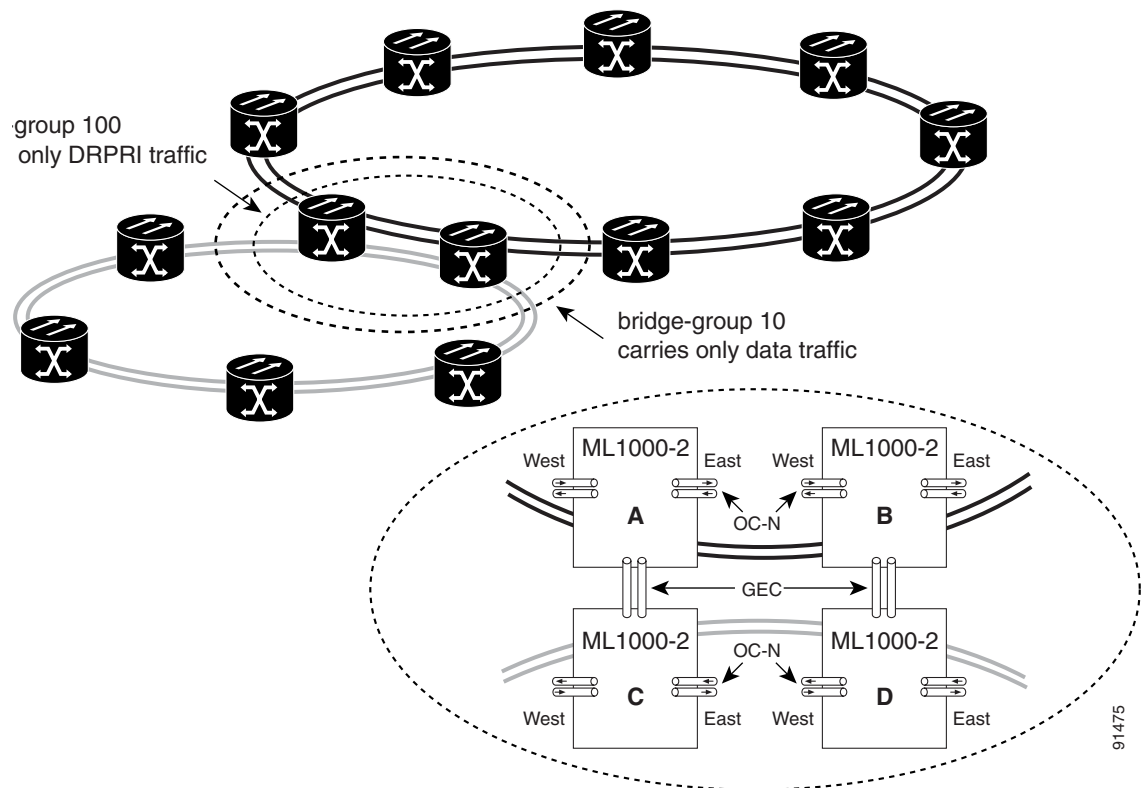 -group 100
only DRPRI traffic
bridge-group 10
carries only data traffic
ML1000-2
ML1000-2
West
East
West
East
OC-N
A
B
GEC
ML1000-2
ML1000-2
OC-N
C
D
West
East
West
East
91475